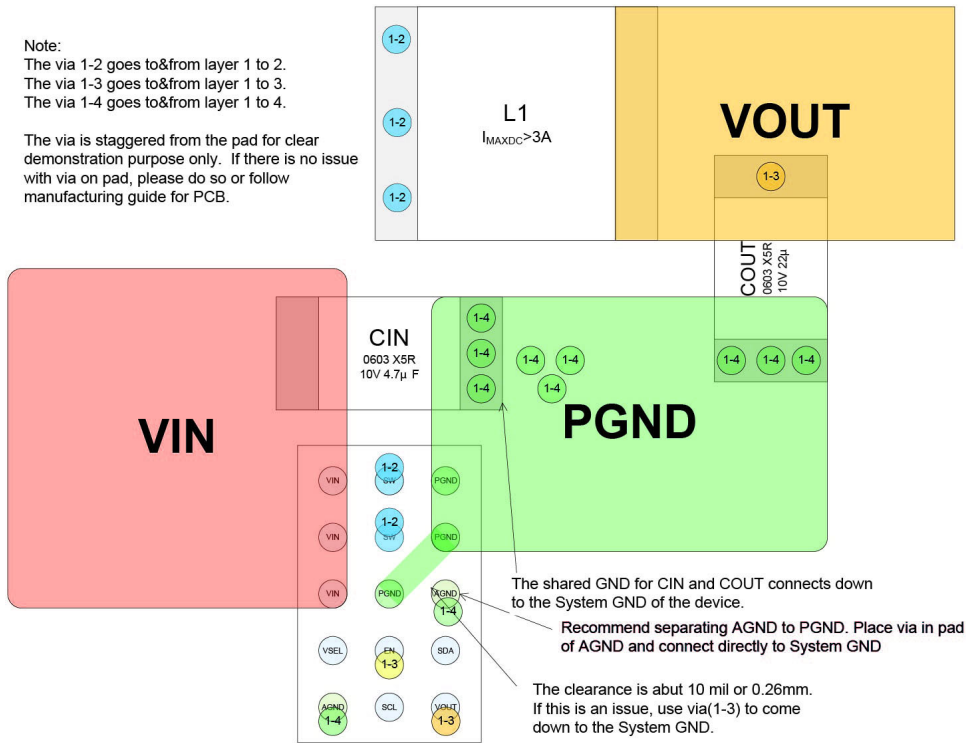 Note:
The via 1-2 goes to&from layer 1 to 2.
The via 1-3 goes to&from layer 1 to 3.
The via 1-4 goes to&from layer 1 to 4.
The via is staggered from the pad for clear
demonstration purpose only.  If there is no issue
with via on pad, please do so or follow
manufacturing guide for PCB.
1-2
1-2
1-2
L1
IMAXDC>3A
VOUT
1-3
COUT
0603 X5R
10V 22µ
1-4 1-4 1-4
CIN
0603 X5R
10V 4.7µ F
1-4
1-4
1-4
1-4 1-4
1-4
PGND
VIN
1-2
VIN SW PGND
1-2
VIN SW PGND
VIN PGND AGND
1-4
VSEL EN SDA
1-3
AGND SCL VOUT
1-4 1-3
The shared GND for CIN and COUT connects down
to the System GND of the device.
Recommend separating AGND to PGND. Place via in pad
of AGND and connect directly to System GND
The clearance is abut 10 mil or 0.26mm.
If this is an issue, use via(1-3) to come
down to the System GND.